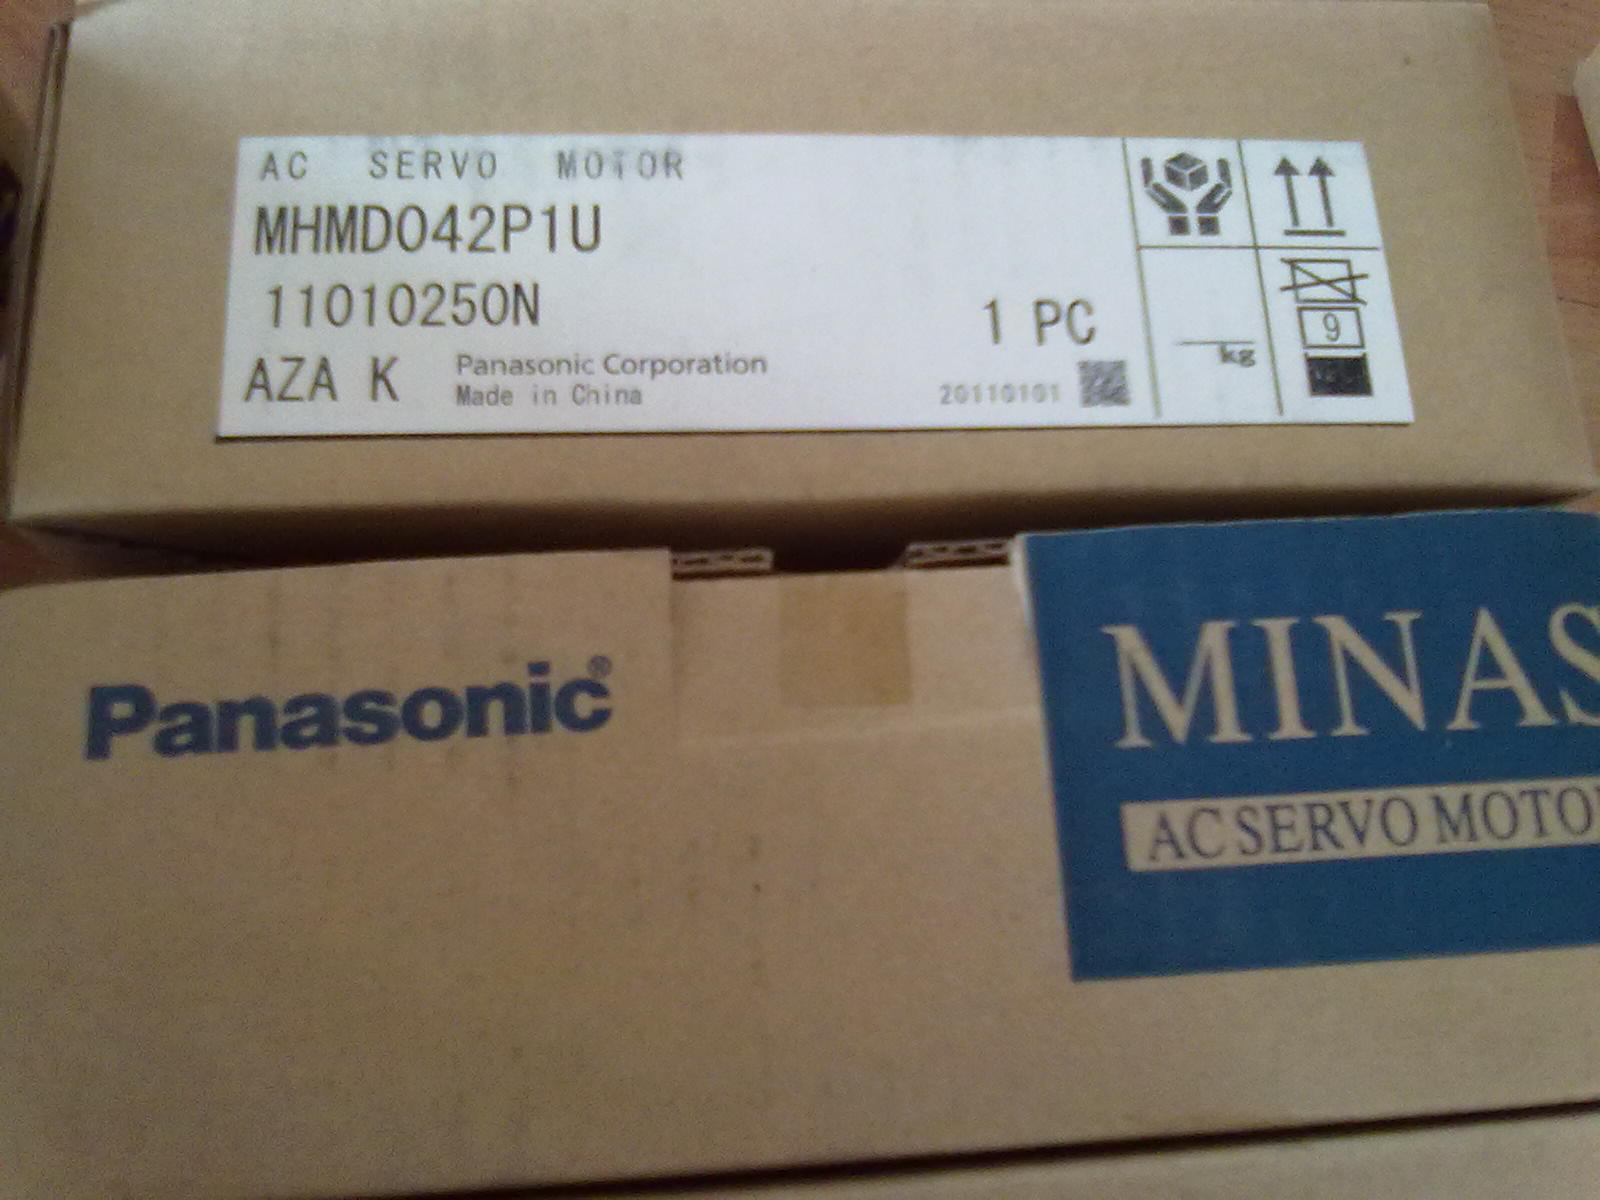 AC SERVO MOTOR
MHMD042P1U
11010250N
1 PC
AZA K
Panasonic Corporation
Made in China
20110101
kg
9
Panasonic®
MINAS
AC SERVO MOTO